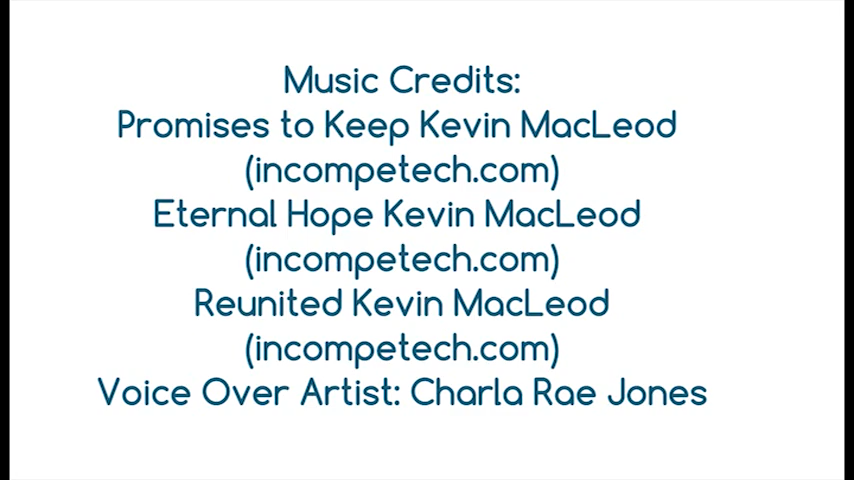 Music Credits:
Promises to Keep Kevin MacLeod
(incompetech.com)
Eternal Hope Kevin MacLeod
(incompetech.com)
Reunited Kevin MacLeod
(incompetech.com)
Voice Over Artist: Charla Rae Jones